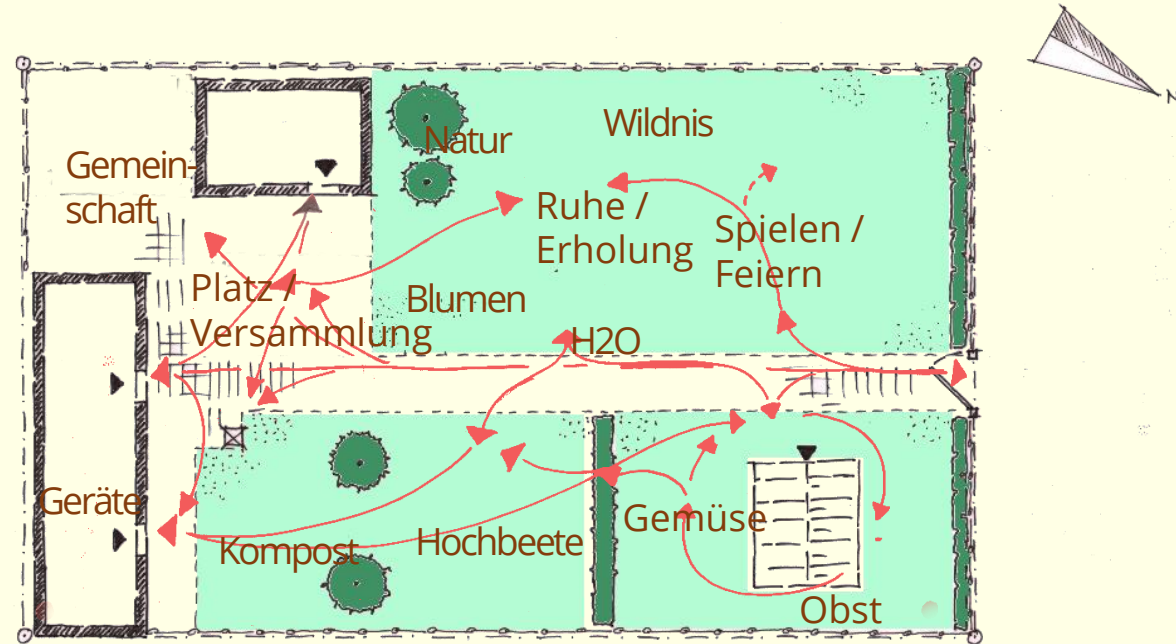 Wildnis
Natur
Gemein-
schaft
Ruhe /
Erholung
Spielen /
Feiern
Platz /
Versammlung
Blumen
H2O
Geräte
Kompost
Hochbeete
Gemüse
Obst
N